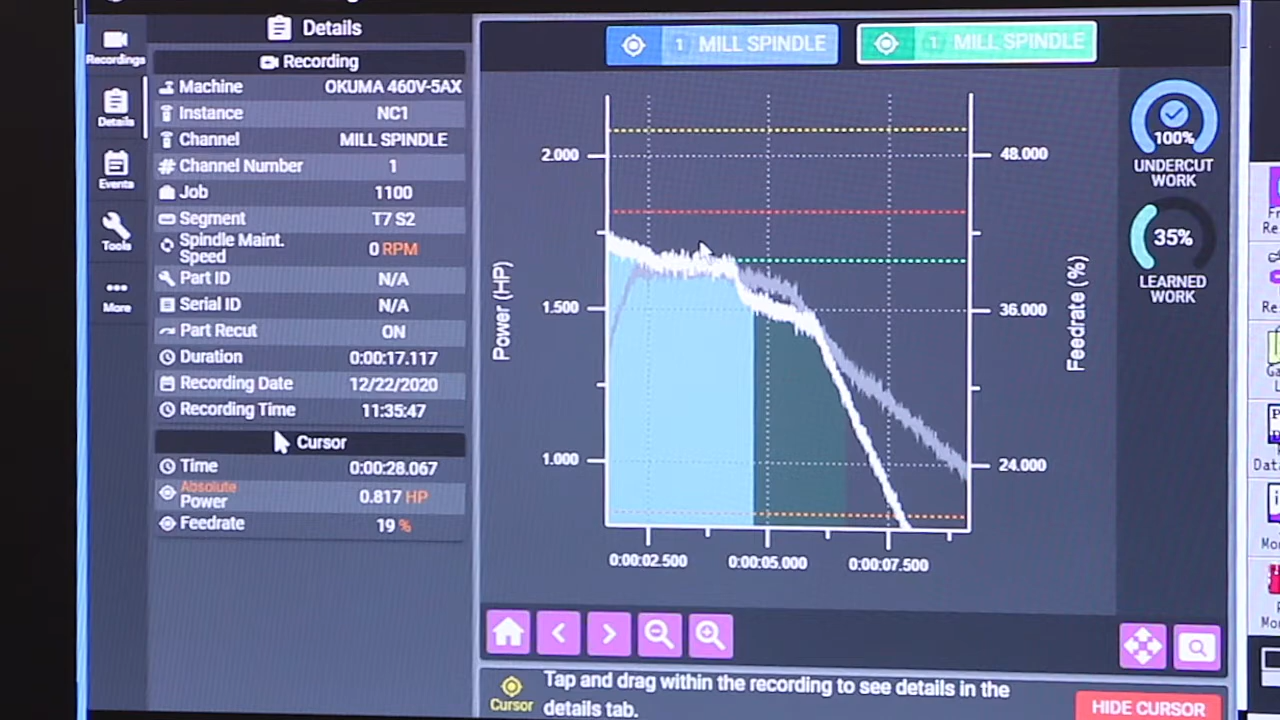 Recordings
Details
Events
Tools
More
Details
Recording
Machine OKUMA 460V-5AX
Instance NC1
Channel MILL SPINDLE
Channel Number 1
Job 1100
Segment T7 S2
Spindle Maint.
Speed 0 RPM
Part ID N/A
Serial ID N/A
Part Recut ON
Duration 0:00:17.117
Recording Date 12/22/2020
Recording Time 11:35:47
Cursor
Time 0:00:28.067
Absolute
Power 0.817 HP
Feedrate 19 %
1 MILL SPINDLE
1 MILL SPINDLE
2.000
1.500
1.000
Power (HP)
48.000
36.000
24.000
Feedrate (%)
0:00:02.500 0:00:05.000 0:00:07.500
100%
UNDERCUT
WORK
35%
LEARNED
WORK
Cursor
Tap and drag within the recording to see details in the
details tab.
HIDE CURSOR